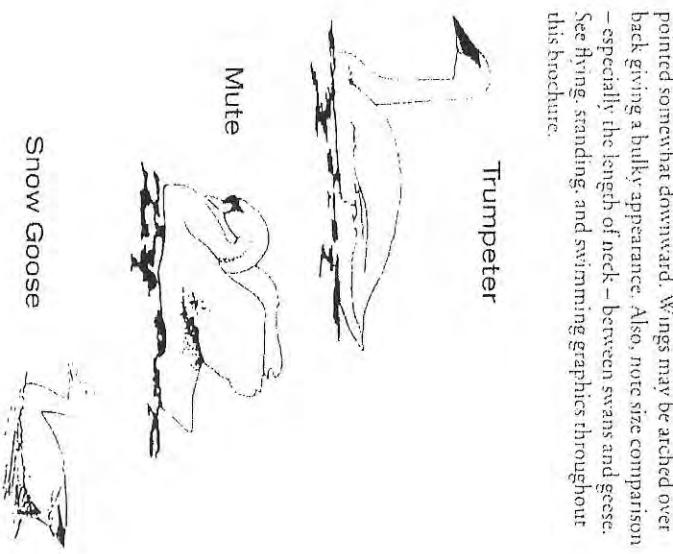 pointed somewhat downward. Wings may be arched over
back giving a bulky appearance. Also, note size comparison
– especially the length of neck – between swans and geese.
See flying, standing, and swimming graphics throughout
this brochure.
Trumpeter
Mute
Snow Goose